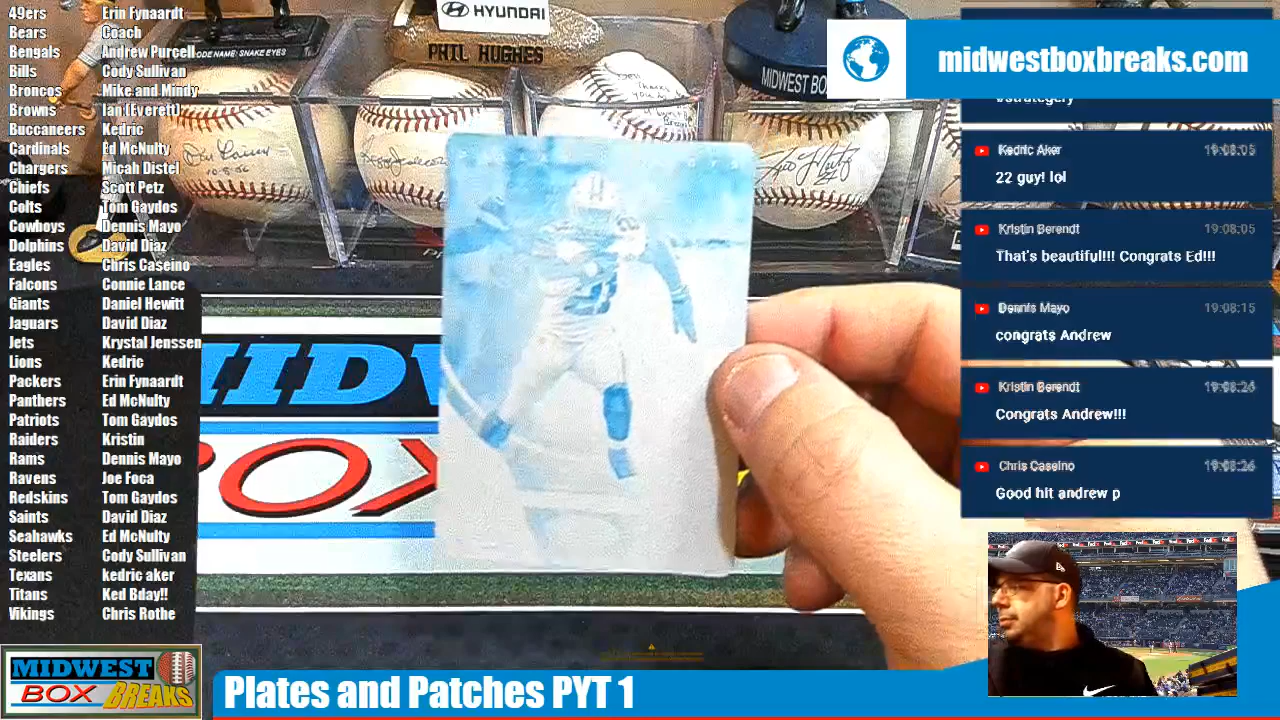 49ers Erin Fynaardt
Bears Coach
Bengals Andrew Purcell
Bills Cody Sullivan
Broncos Mike and Mindy
Browns Ian (Everett)
Buccaneers Kedric
Cardinals Ed McNulty
Chargers Micah Distel
Chiefs Scott Petz
Colts Tom Gaydos
Cowboys Dennis Mayo
Dolphins David Diaz
Eagles Chris Caseino
Falcons Connie Lance
Giants Daniel Hewitt
Jaguars David Diaz
Jets Krystal Jenssen
Lions Kedric
Packers Erin Fynaardt
Panthers Ed McNulty
Patriots Tom Gaydos
Raiders Kristin
Rams Dennis Mayo
Ravens Joe Foca
Redskins Tom Gaydos
Saints David Diaz
Seahawks Ed McNulty
Steelers Cody Sullivan
Texans kedric aker
Titans Ked Bday!!
Vikings Chris Rothe
MIDWEST
BOX BREAKS
CODE NAME: SNAKE EYES
HYUNDAI
PHIL HUGHES
MIDWEST BO
MID
BOX
midwestboxbreaks.com
Kedric Aker 19:08:05
22 guy! lol
Kristin Berendt 19:08:05
That's beautiful!!! Congrats Ed!!!
Dennis Mayo 19:08:15
congrats Andrew
Kristin Berendt 19:08:26
Congrats Andrew!!!
Chris Caseino 19:08:26
Good hit andrew p
Plates and Patches PYT 1